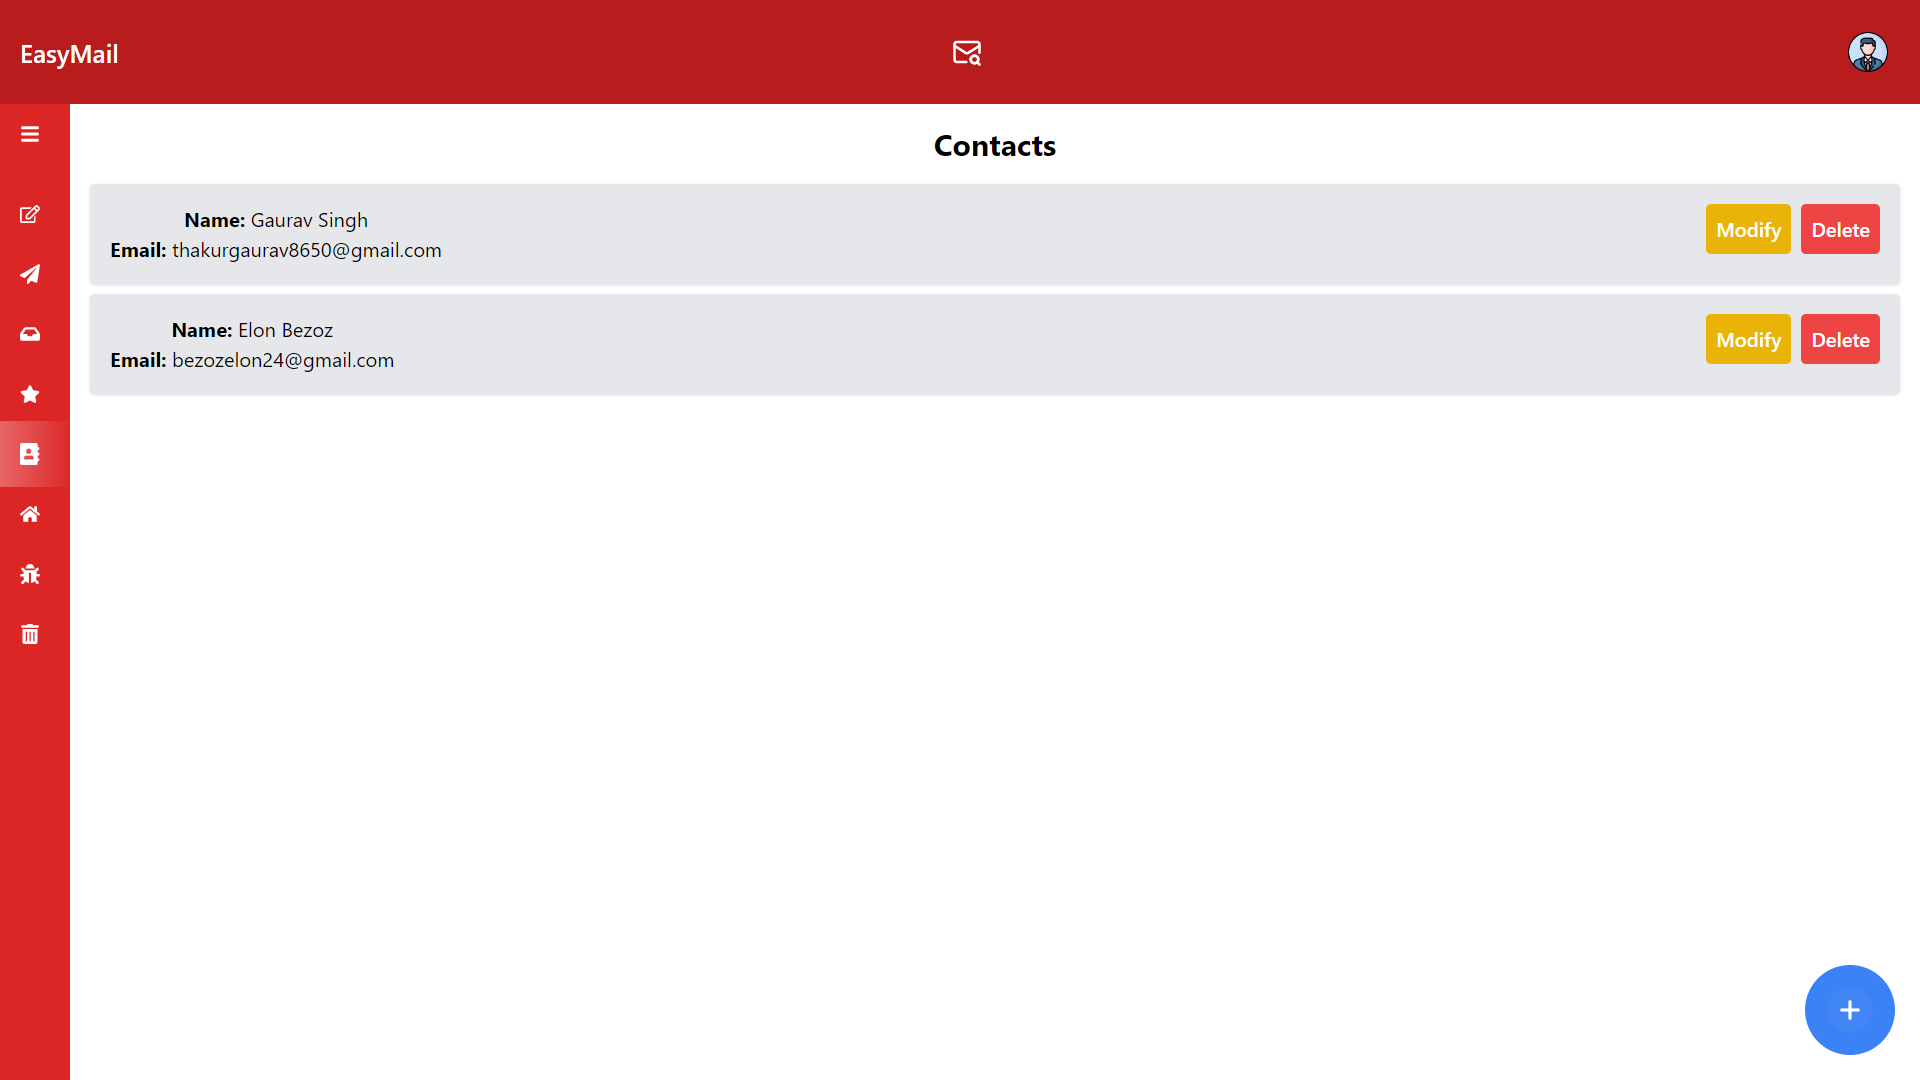 EasyMail
Contacts
Name: Gaurav Singh
Email: thakurgaurav8650@gmail.com
Modify Delete
Name: Elon Bezoz
Email: bezozelon24@gmail.com
Modify Delete